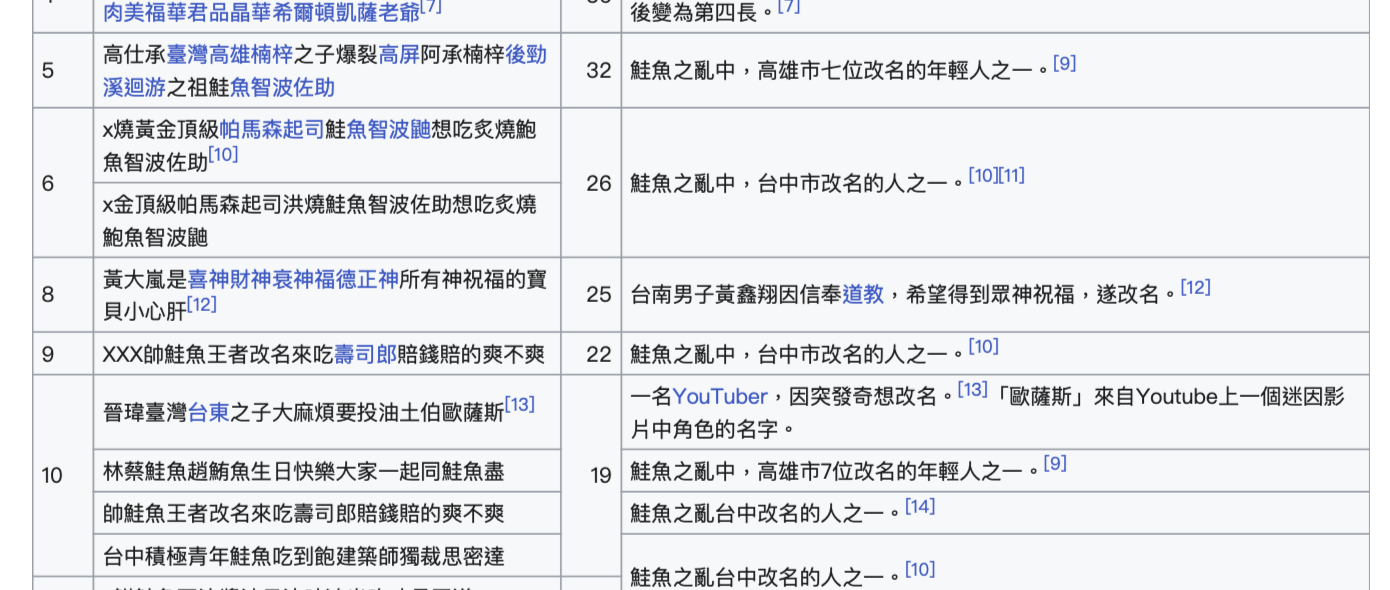 肉美福華君品晶華希爾頓凱薩老爺[7]
後變為第四長。[7]
5
高仕承臺灣高雄楠梓之子爆裂高屏阿承楠梓後勁
溪迴游之祖鮭魚智波佐助
32
鮭魚之亂中，高雄市七位改名的年輕人之一。[9]
6
x燒黃金頂級帕馬森起司鮭魚智波鼬想吃炙燒鮑
魚智波佐助[10]
x金頂級帕馬森起司洪燒鮭魚智波佐助想吃炙燒
鮑魚智波鼬
26
鮭魚之亂中，台中市改名的人之一。[10][11]
8
黃大嵐是喜神財神衰神福德正神所有神祝福的寶
貝小心肝[12]
25
台南男子黃鑫翔因信奉道教，希望得到眾神祝福，遂改名。[12]
9
XXX帥鮭魚王者改名來吃壽司郎賠錢賠的爽不爽
22
鮭魚之亂中，台中市改名的人之一。[10]
10
晉瑋臺灣台東之子大麻煩要投油土伯歐薩斯[13]
19
一名YouTuber，因突發奇想改名。[13]「歐薩斯」來自Youtube上一個迷因影
片中角色的名字。
林蔡鮭魚趙鮪魚生日快樂大家一起同鮭魚盡
鮭魚之亂中，高雄市7位改名的年輕人之一。[9]
帥鮭魚王者改名來吃壽司郎賠錢賠的爽不爽
鮭魚之亂台中改名的人之一。[14]
台中積極青年鮭魚吃到飽建築師獨裁思密達
鮭魚之亂台中改名的人之一。[10]